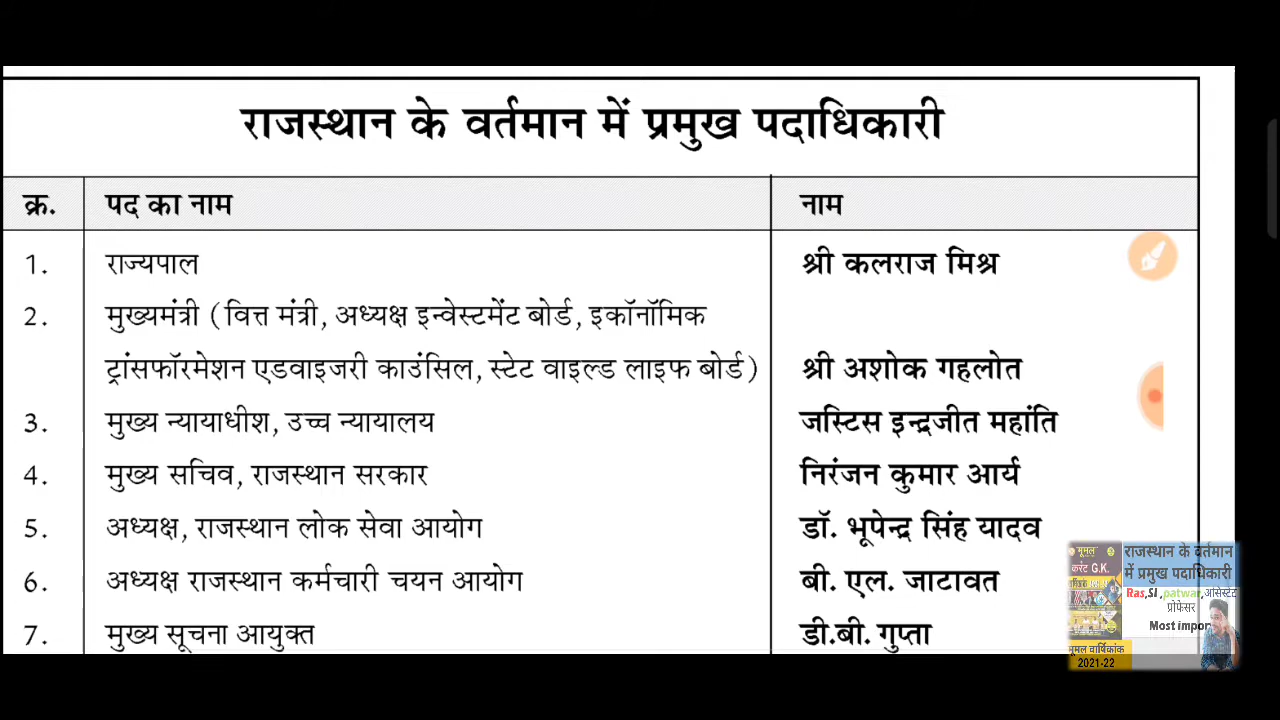 राजस्थान के वर्तमान में प्रमुख पदाधिकारी
क्र. पद का नाम नाम
1. राज्यपाल श्री कलराज मिश्र
2. मुख्यमंत्री (वित्त मंत्री, अध्यक्ष इन्वेस्टमेंट बोर्ड, इकॉनॉमिक
ट्रांसफॉरमेशन एडवाइजरी काउंसिल, स्टेट वाइल्ड लाइफ बोर्ड) श्री अशोक गहलोत
3. मुख्य न्यायाधीश, उच्च न्यायालय जस्टिस इन्द्रजीत महांति
4. मुख्य सचिव, राजस्थान सरकार निरंजन कुमार आर्य
5. अध्यक्ष, राजस्थान लोक सेवा आयोग डॉ. भूपेन्द्र सिंह यादव
6. अध्यक्ष राजस्थान कर्मचारी चयन आयोग बी. एल. जाटावत
7. मुख्य सूचना आयुक्त डी.बी. गुप्ता
मूमल
करंट G.K.
राजस्थान के वर्तमान
में प्रमुख पदाधिकारी
Ras,SI,patwar,असिस्टेंट
प्रोफेसर
Most impor
मूमल वार्षिकांक
2021-22